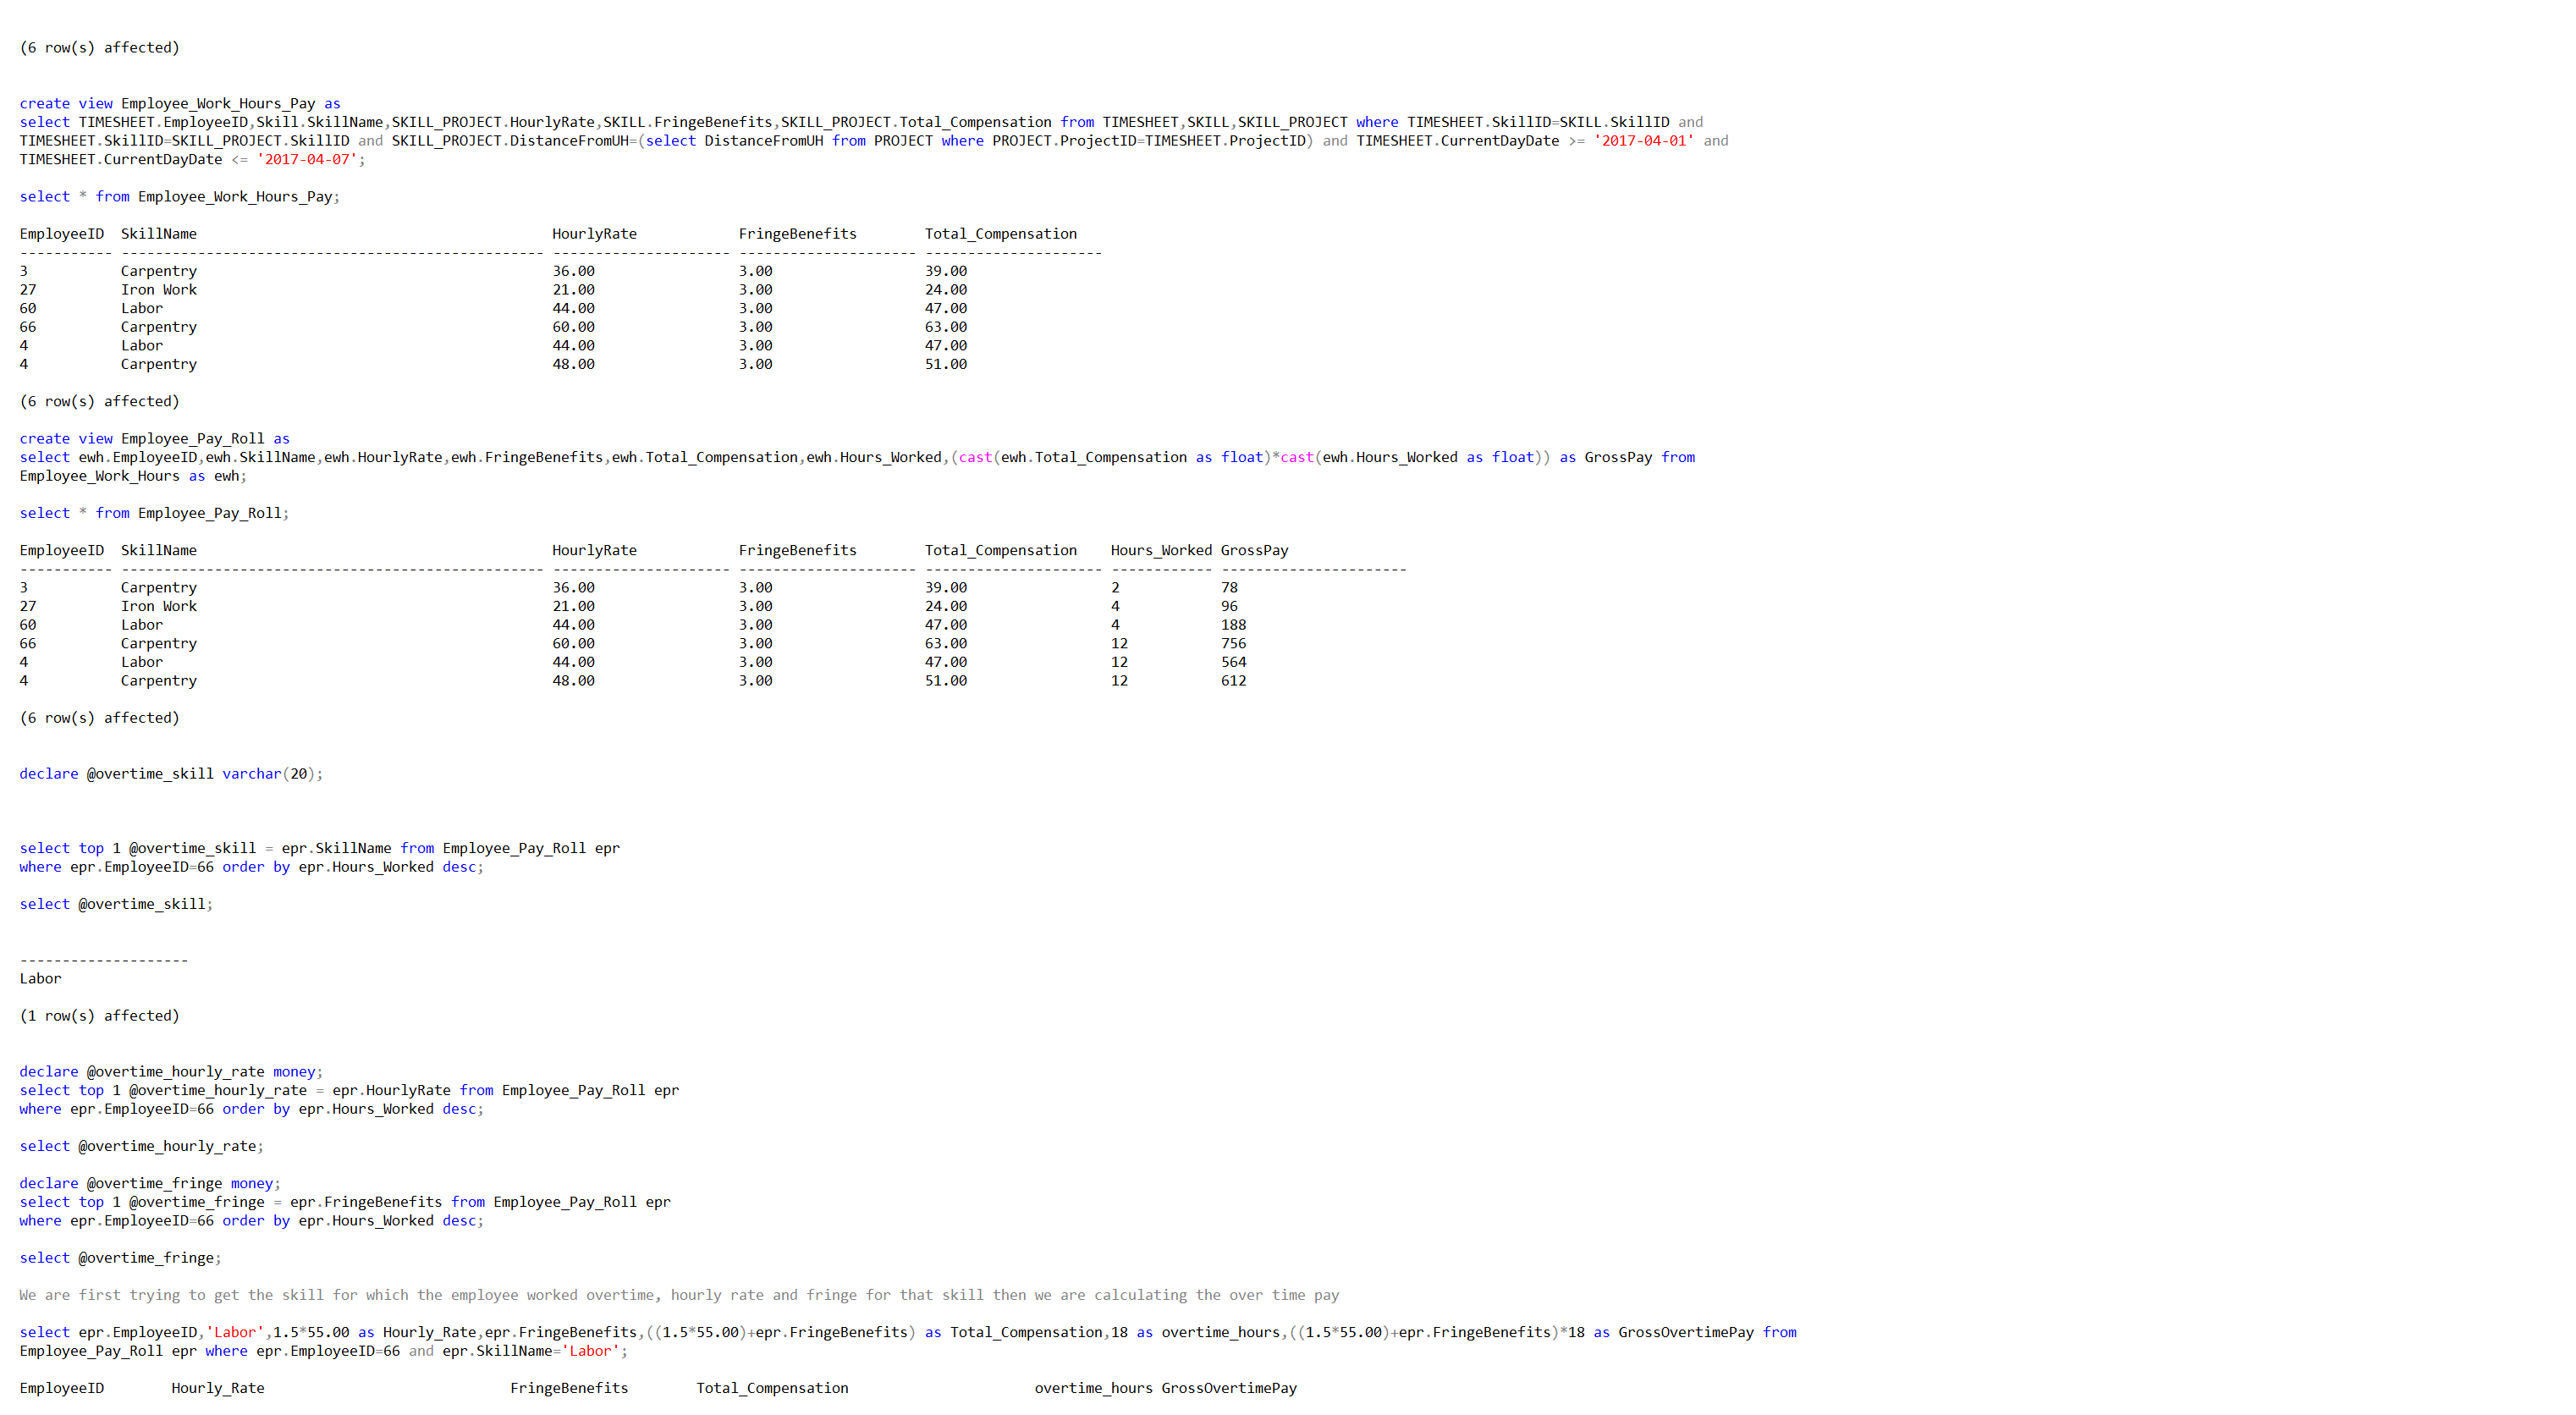 (6 row(s) affected)
create view Employee_Work_Hours_Pay as
select TIMESHEET.EmployeeID,Skill.SkillName,SKILL_PROJECT.HourlyRate,SKILL.FringeBenefits,SKILL_PROJECT.Total_Compensation from TIMESHEET,SKILL,SKILL_PROJECT where TIMESHEET.SkillID=SKILL.SkillID and
TIMESHEET.SkillID=SKILL_PROJECT.SkillID and SKILL_PROJECT.DistanceFromUH=(select DistanceFromUH from PROJECT where PROJECT.ProjectID=TIMESHEET.ProjectID) and TIMESHEET.CurrentDayDate >= '2017-04-01' and
TIMESHEET.CurrentDayDate <= '2017-04-07';
select * from Employee_Work_Hours_Pay;
EmployeeID SkillName HourlyRate FringeBenefits Total_Compensation
----------- -------------------------------------------------- --------------------- --------------------- ---------------------
3 Carpentry 36.00 3.00 39.00
27 Iron Work 21.00 3.00 24.00
60 Labor 44.00 3.00 47.00
66 Carpentry 60.00 3.00 63.00
4 Labor 44.00 3.00 47.00
4 Carpentry 48.00 3.00 51.00
(6 row(s) affected)
create view Employee_Pay_Roll as
select ewh.EmployeeID,ewh.SkillName,ewh.HourlyRate,ewh.FringeBenefits,ewh.Total_Compensation,ewh.Hours_Worked,(cast(ewh.Total_Compensation as float)*cast(ewh.Hours_Worked as float)) as GrossPay from
Employee_Work_Hours as ewh;
select * from Employee_Pay_Roll;
EmployeeID SkillName HourlyRate FringeBenefits Total_Compensation Hours_Worked GrossPay
----------- -------------------------------------------------- --------------------- --------------------- --------------------- ------------ ----------------------
3 Carpentry 36.00 3.00 39.00 2 78
27 Iron Work 21.00 3.00 24.00 4 96
60 Labor 44.00 3.00 47.00 4 188
66 Carpentry 60.00 3.00 63.00 12 756
4 Labor 44.00 3.00 47.00 12 564
4 Carpentry 48.00 3.00 51.00 12 612
(6 row(s) affected)
declare @overtime_skill varchar(20);
select top 1 @overtime_skill = epr.SkillName from Employee_Pay_Roll epr
where epr.EmployeeID=66 order by epr.Hours_Worked desc;
select @overtime_skill;
--------------------
Labor
(1 row(s) affected)
declare @overtime_hourly_rate money;
select top 1 @overtime_hourly_rate = epr.HourlyRate from Employee_Pay_Roll epr
where epr.EmployeeID=66 order by epr.Hours_Worked desc;
select @overtime_hourly_rate;
declare @overtime_fringe money;
select top 1 @overtime_fringe = epr.FringeBenefits from Employee_Pay_Roll epr
where epr.EmployeeID=66 order by epr.Hours_Worked desc;
select @overtime_fringe;
We are first trying to get the skill for which the employee worked overtime, hourly rate and fringe for that skill then we are calculating the over time pay
select epr.EmployeeID,'Labor',1.5*55.00 as Hourly_Rate,epr.FringeBenefits,((1.5*55.00)+epr.FringeBenefits) as Total_Compensation,18 as overtime_hours,((1.5*55.00)+epr.FringeBenefits)*18 as GrossOvertimePay from
Employee_Pay_Roll epr where epr.EmployeeID=66 and epr.SkillName='Labor';
EmployeeID Hourly_Rate FringeBenefits Total_Compensation overtime_hours GrossOvertimePay